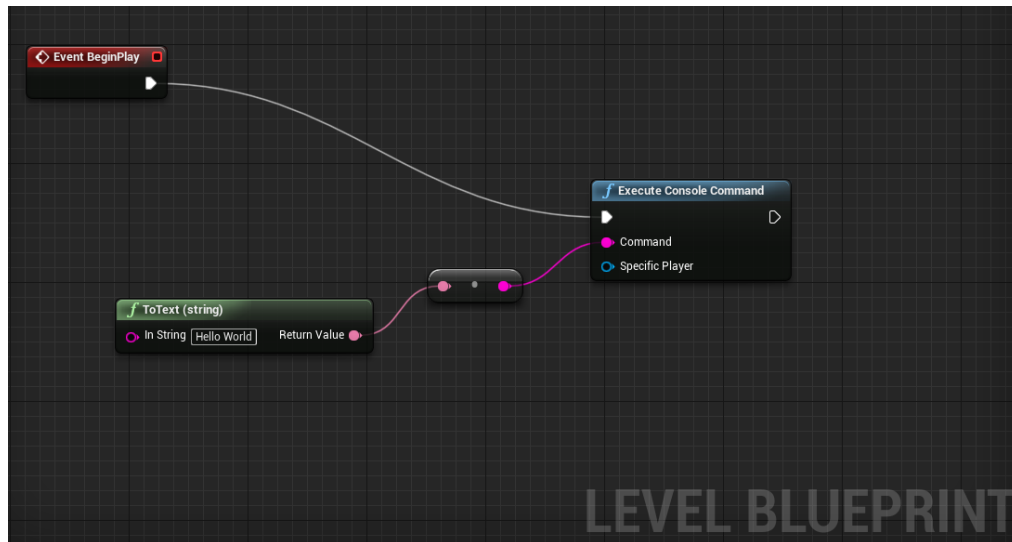 Event BeginPlay
Execute Console Command
Command
Specific Player
ToText (string)
In String Hello World Return Value
LEVEL BLUEPRINT